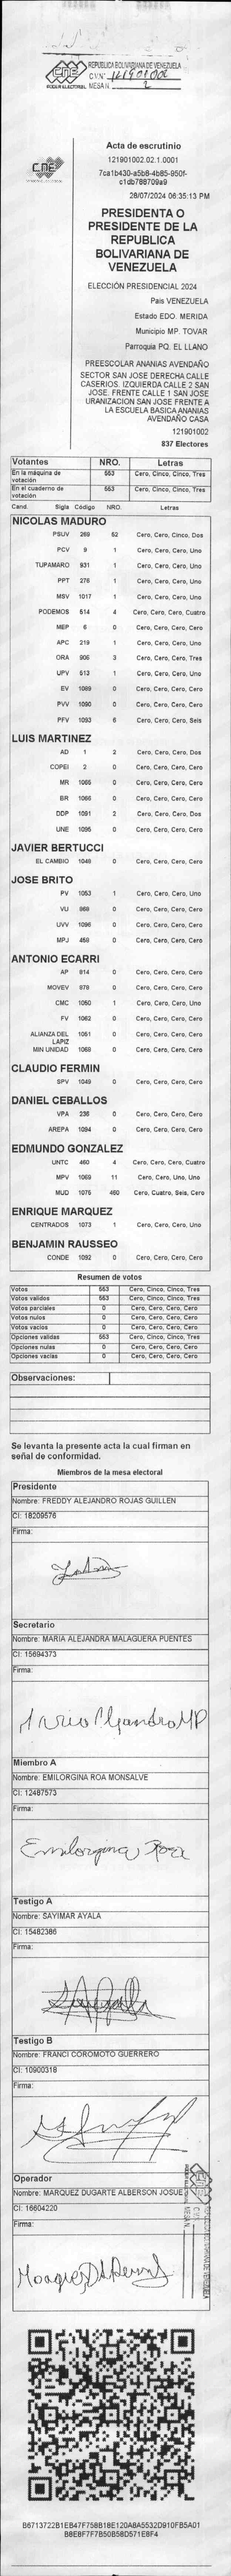 CNE
PODER ELECTORAL
REPÚBLICA BOLIVARIANA DE VENEZUELA
C.V.Nº 121901002
MESA N. 2
CNE
Acta de escrutinio
121901002.02.1.0001
7ca1b430-a5b8-4b85-950f-
c1db788709a9
28/07/2024 06:35:13 PM
PRESIDENTA O
PRESIDENTE DE LA
REPUBLICA
BOLIVARIANA DE
VENEZUELA
ELECCIÓN PRESIDENCIAL 2024
País VENEZUELA
Estado EDO. MERIDA
Municipio MP. TOVAR
Parroquia PQ. EL LLANO
PREESCOLAR ANANIAS AVENDAÑO
SECTOR SAN JOSE DERECHA CALLE
CASERIOS. IZQUIERDA CALLE 2 SAN
JOSE. FRENTE CALLE 1 SAN JOSE
URANIZACION SAN JOSE FRENTE A
LA ESCUELA BASICA ANANIAS
AVENDAÑO CASA
121901002
837 Electores
Votantes NRO. Letras
En la máquina de votación 553 Cero, Cinco, Cinco, Tres
En el cuaderno de votación 553 Cero, Cinco, Cinco, Tres
Cand. Sigla Código NRO. Letras
NICOLAS MADURO
PSUV 269 52 Cero, Cero, Cinco, Dos
PCV 9 1 Cero, Cero, Cero, Uno
TUPAMARO 931 1 Cero, Cero, Cero, Uno
PPT 278 1 Cero, Cero, Cero, Uno
MSV 1017 1 Cero, Cero, Cero, Uno
PODEMOS 514 4 Cero, Cero, Cero, Cuatro
MEP 6 0 Cero, Cero, Cero, Cero
APC 219 1 Cero, Cero, Cero, Uno
ORA 906 3 Cero, Cero, Cero, Tres
UPV 513 1 Cero, Cero, Cero, Uno
EV 1089 0 Cero, Cero, Cero, Cero
PVV 1090 0 Cero, Cero, Cero, Cero
PFV 1093 6 Cero, Cero, Cero, Seis
LUIS MARTINEZ
AD 1 2 Cero, Cero, Cero, Dos
COPEI 2 0 Cero, Cero, Cero, Cero
MR 1065 0 Cero, Cero, Cero, Cero
BR 1066 0 Cero, Cero, Cero, Cero
DDP 1091 2 Cero, Cero, Cero, Dos
UNE 1095 0 Cero, Cero, Cero, Cero
JAVIER BERTUCCI
EL CAMBIO 1048 0 Cero, Cero, Cero, Cero
JOSE BRITO
PV 1053 1 Cero, Cero, Cero, Uno
VU 868 0 Cero, Cero, Cero, Cero
UVV 1096 0 Cero, Cero, Cero, Cero
MPJ 458 0 Cero, Cero, Cero, Cero
ANTONIO ECARRI
AP 814 0 Cero, Cero, Cero, Cero
MOVEV 878 0 Cero, Cero, Cero, Cero
CMC 1050 1 Cero, Cero, Cero, Uno
FV 1062 0 Cero, Cero, Cero, Cero
ALIANZA DEL LAPIZ 1051 0 Cero, Cero, Cero, Cero
MIN UNIDAD 1068 0 Cero, Cero, Cero, Cero
CLAUDIO FERMIN
SPV 1049 0 Cero, Cero, Cero, Cero
DANIEL CEBALLOS
VPA 236 0 Cero, Cero, Cero, Cero
AREPA 1094 0 Cero, Cero, Cero, Cero
EDMUNDO GONZALEZ
UNTC 460 4 Cero, Cero, Cero, Cuatro
MPV 1069 11 Cero, Cero, Uno, Uno
MUD 1075 460 Cero, Cuatro, Seis, Cero
ENRIQUE MARQUEZ
CENTRADOS 1073 1 Cero, Cero, Cero, Uno
BENJAMIN RAUSSEO
CONDE 1092 0 Cero, Cero, Cero, Cero
Resumen de votos
Votos 553 Cero, Cinco, Cinco, Tres
Votos validos 553 Cero, Cinco, Cinco, Tres
Votos parciales 0 Cero, Cero, Cero, Cero
Votos nulos 0 Cero, Cero, Cero, Cero
Votos vacios 0 Cero, Cero, Cero, Cero
Opciones validas 553 Cero, Cinco, Cinco, Tres
Opciones nulas 0 Cero, Cero, Cero, Cero
Opciones vacias 0 Cero, Cero, Cero, Cero
Observaciones:
Se levanta la presente acta la cual firman en
señal de conformidad.
Miembros de la mesa electoral
Presidente
Nombre: FREDDY ALEJANDRO ROJAS GUILLEN
CI: 18209576
Firma:
Secretario
Nombre: MARIA ALEJANDRA MALAGUERA PUENTES
CI: 15694373
Firma:
Maria Alejandra MP
Miembro A
Nombre: EMILORGINA ROA MONSALVE
CI: 12487573
Firma:
Emilorgina Roa
Testigo A
Nombre: SAYIMAR AYALA
CI: 15482386
Firma:
Testigo B
Nombre: FRANCI COROMOTO GUERRERO
CI: 10900318
Firma:
Operador
Nombre: MARQUEZ DUGARTE ALBERSON JOSUE
CI: 16604220
Firma:
B6713722B1EB47F758B18E120A8A5532D910FB5A01
B8E8F7F7B50B58D571E8F4